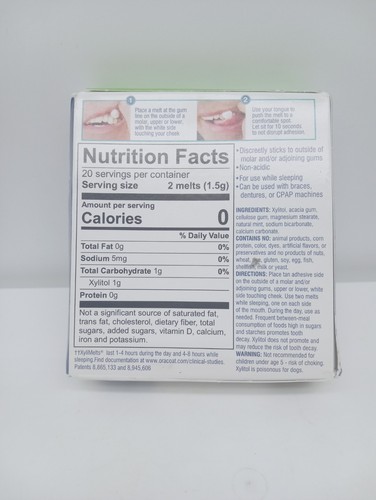 1
Place a melt at the gum
line on the outside of a
molar, upper or lower,
with the white side
touching your cheek
2
Use your tongue to
push the melt to a
comfortable spot.
Let sit for 10 seconds
to not disrupt adhesion.
Nutrition Facts
20 servings per container
Serving size 2 melts (1.5g)
Amount per serving
Calories 0
% Daily Value
Total Fat 0g 0%
Sodium 5mg 0%
Total Carbohydrate 1g 0%
Xylitol 1g
Protein 0g
Not a significant source of saturated fat,
trans fat, cholesterol, dietary fiber, total
sugars, added sugars, vitamin D, calcium,
iron and potassium.
•Discreetly sticks to outside of
molar and/or adjoining gums
•Non-acidic
•For use while sleeping
•Can be used with braces,
dentures, or CPAP machines
INGREDIENTS: Xylitol, acacia gum,
cellulose gum, magnesium stearate,
natural mint, sodium bicarbonate,
calcium carbonate.
CONTAINS NO: animal products, corn
protein, color, dyes, artificial flavors, or
preservatives and no products of nuts,
wheat, gluten, soy, egg, fish,
shellfish, milk or yeast.
DIRECTIONS: Place tan adhesive side
on the outside of a molar and/or
adjoining gums, upper or lower, white
side touching cheek. Use two melts
while sleeping, one on each side
of the mouth. During the day, use as
needed. Frequent between-meal
consumption of foods high in sugars
and starches promotes tooth
decay. Xylitol does not promote and
may reduce the risk of tooth decay.
WARNING: Not recommended for
children under age 5 - risk of choking.
Xylitol is poisonous for dogs.
††XyliMelts® last 1-4 hours during the day and 4-8 hours while
sleeping. Find documentation at www.oracoat.com/clinical-studies.
Patents 8,665,133 and 8,945,606